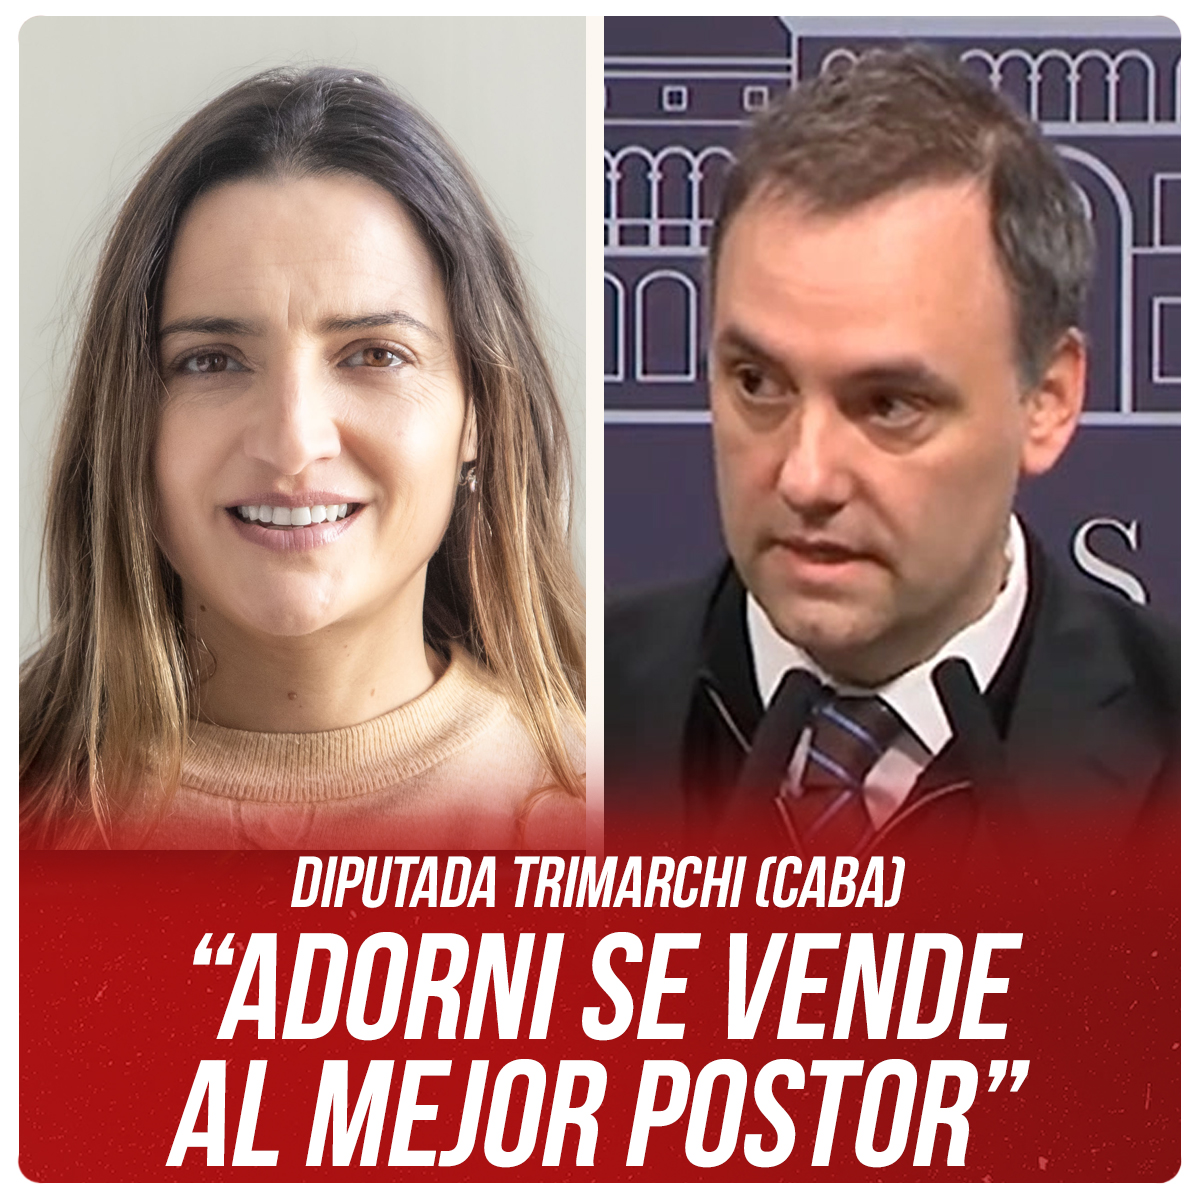 S
DIPUTADA TRIMARCHI (CABA)
“ADORNI SE VENDE
AL MEJOR POSTOR”